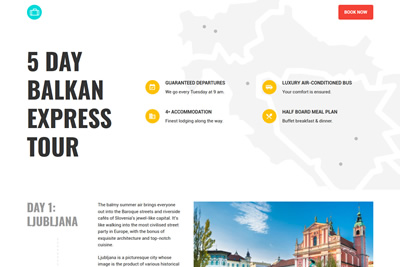 BOOK NOW
5 DAY
BALKAN
EXPRESS
TOUR
GUARANTEED DEPARTURES
We go every Tuesday at 9 am.
LUXURY AIR-CONDITIONED BUS
Your comfort is ensured.
4* ACCOMMODATION
Finest lodging along the way.
HALF BOARD MEAL PLAN
Buffet breakfast & dinner.
DAY 1:
LJUBLJANA
The balmy summer air brings everyone
out into the Baroque streets and riverside
cafés of Slovenia's jewel-like capital. It's
like walking into the most civilised street
party in Europe, with the bonus of
exquisite architecture and top-notch
cuisine.
Ljubljana is a picturesque city whose
image is the product of various historical